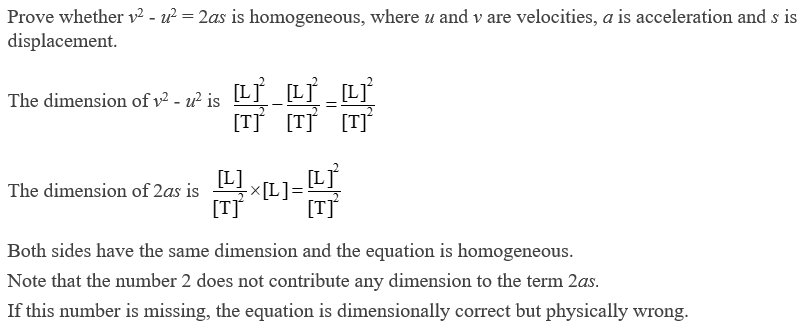 Prove whether v² - u² = 2as is homogeneous, where u and v are velocities, a is acceleration and s is
displacement.
The dimension of v² - u² is [L]²/[T]² − [L]²/[T]² = [L]²/[T]²
The dimension of 2as is [L]/[T]² × [L] = [L]²/[T]²
Both sides have the same dimension and the equation is homogeneous.
Note that the number 2 does not contribute any dimension to the term 2as.
If this number is missing, the equation is dimensionally correct but physically wrong.